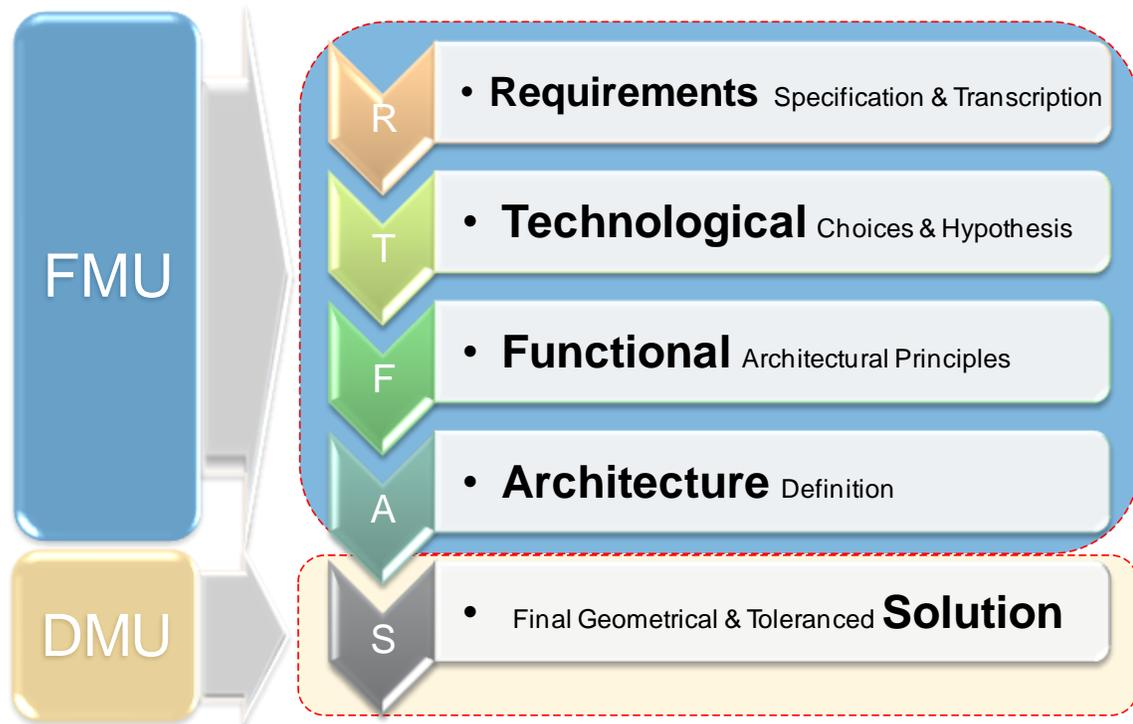 FMU
R
• Requirements Specification & Transcription
T
• Technological Choices & Hypothesis
F
• Functional Architectural Principles
A
• Architecture Definition
DMU
S
• Final Geometrical & Toleranced Solution